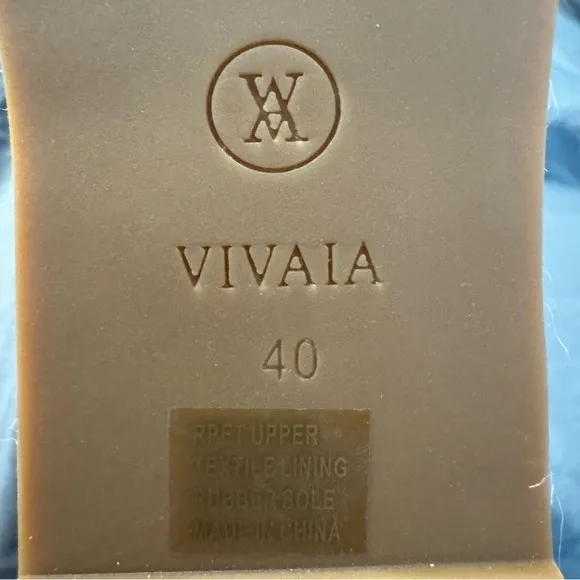 VIVAIA
40
RPET UPPER
TEXTILE LINING
RUBBER SOLE
MADE IN CHINA